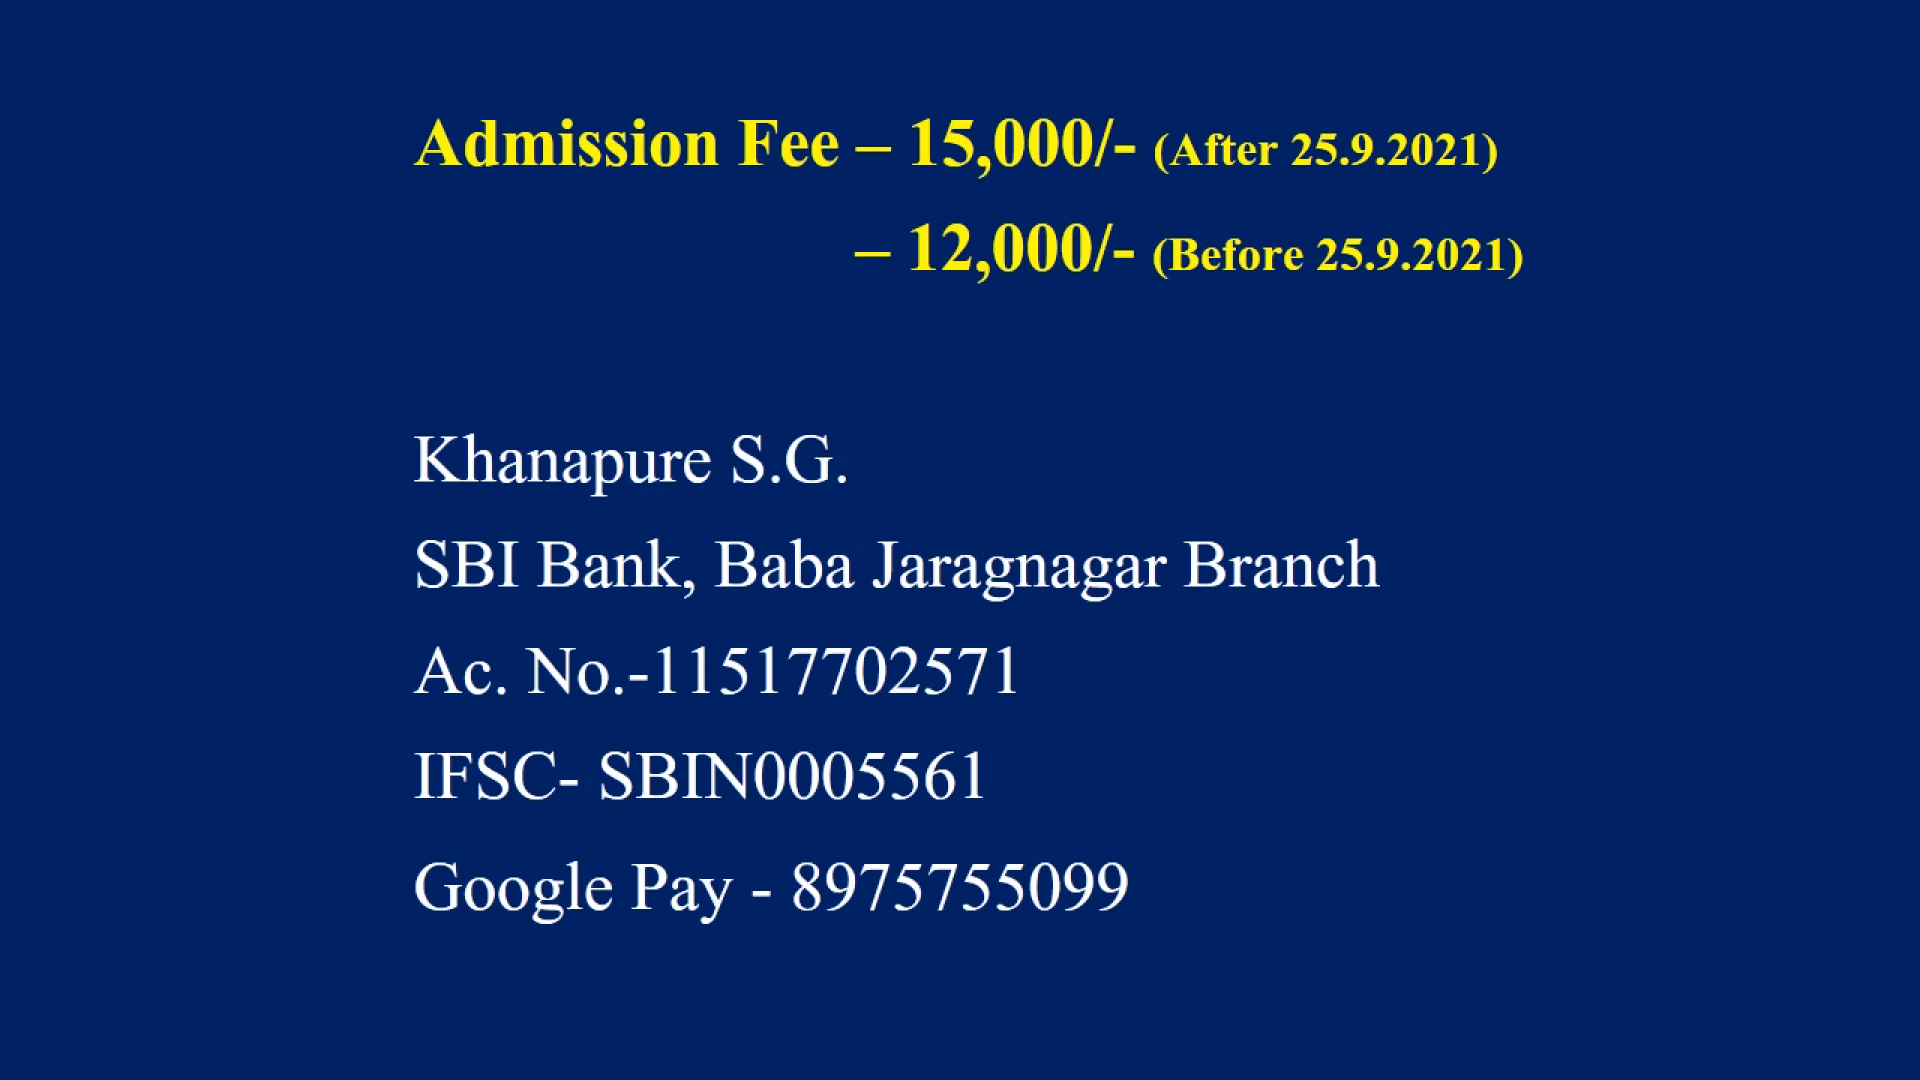 Admission Fee – 15,000/- (After 25.9.2021)
– 12,000/- (Before 25.9.2021)
Khanapure S.G.
SBI Bank, Baba Jaragnagar Branch
Ac. No.-11517702571
IFSC- SBIN0005561
Google Pay - 8975755099